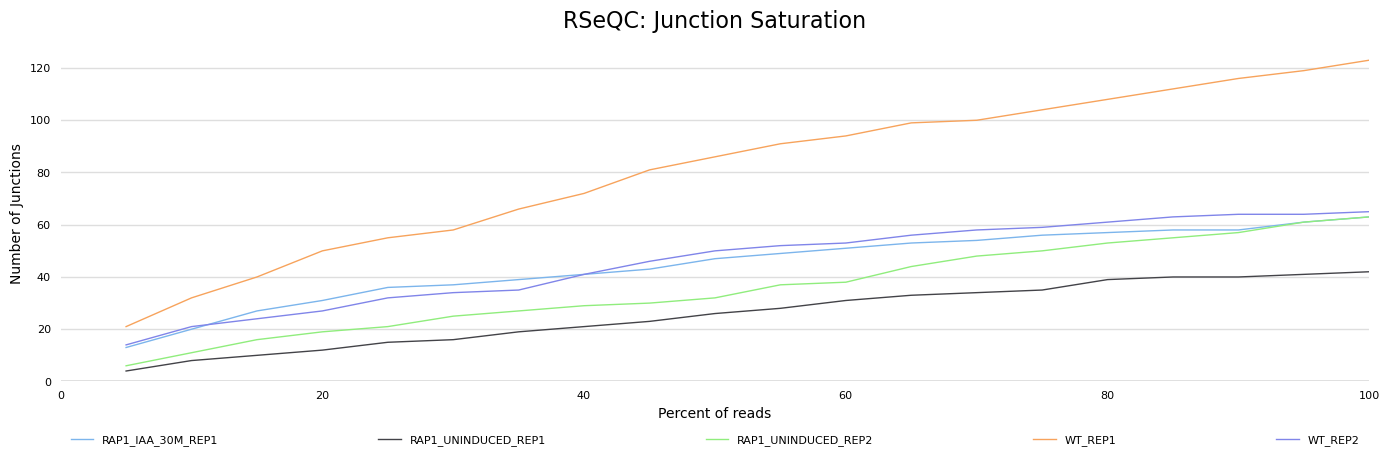 RSeQC: Junction Saturation
Number of Junctions
120
100
80
60
40
20
0
0 20 40 60 80 100
Percent of reads
RAP1_IAA_30M_REP1 RAP1_UNINDUCED_REP1 RAP1_UNINDUCED_REP2 WT_REP1 WT_REP2